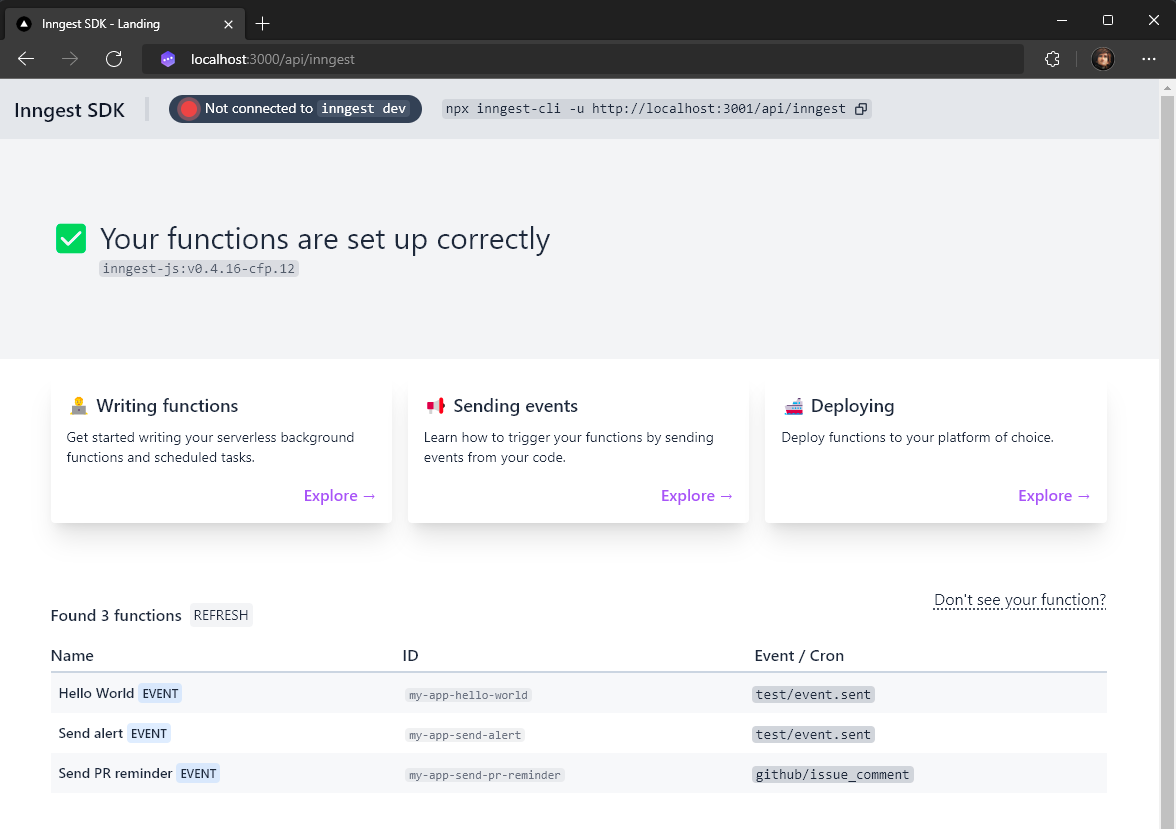 Inngest SDK - Landing
localhost:3000/api/inngest
Inngest SDK
Not connected to inngest dev
npx inngest-cli -u http://localhost:3001/api/inngest
Your functions are set up correctly
inngest-js:v0.4.16-cfp.12
Writing functions
Get started writing your serverless background
functions and scheduled tasks.
Explore →
Sending events
Learn how to trigger your functions by sending
events from your code.
Explore →
Deploying
Deploy functions to your platform of choice.
Explore →
Don't see your function?
Found 3 functions REFRESH
Name ID Event / Cron
Hello World EVENT my-app-hello-world test/event.sent
Send alert EVENT my-app-send-alert test/event.sent
Send PR reminder EVENT my-app-send-pr-reminder github/issue_comment